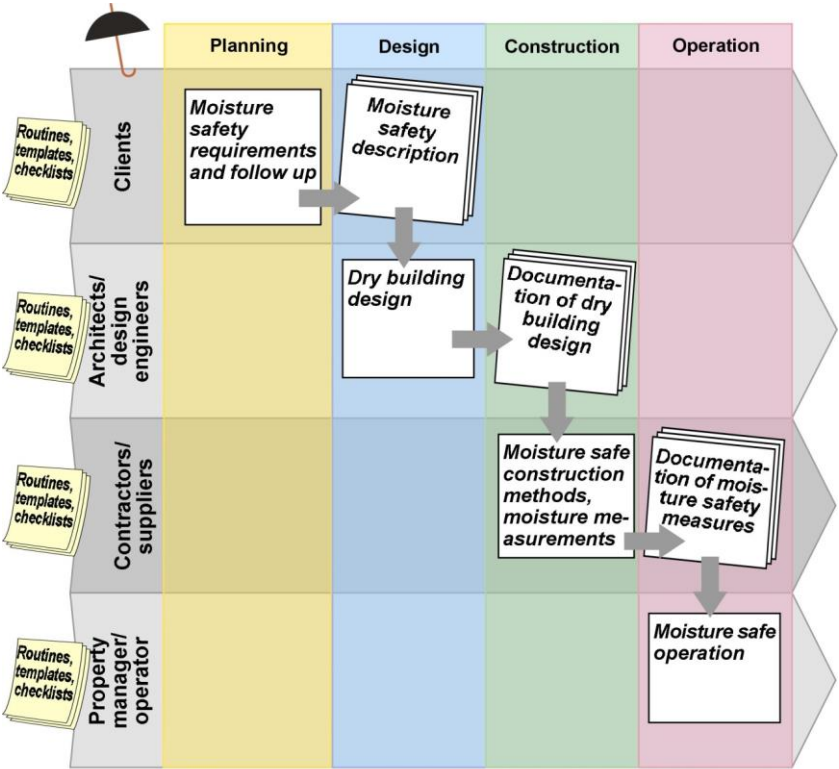 Planning
Design
Construction
Operation
Routines,
templates,
checklists
Clients
Moisture
safety
requirements
and follow up
Moisture
safety
description
Routines,
templates,
checklists
Architects/
design
engineers
Dry building
design
Documenta-
tion of dry
building
design
Routines,
templates,
checklists
Contractors/
suppliers
Moisture safe
construction
methods,
moisture me-
asurements
Documenta-
tion of mois-
ture safety
measures
Routines,
templates,
checklists
Property
manager/
operator
Moisture safe
operation